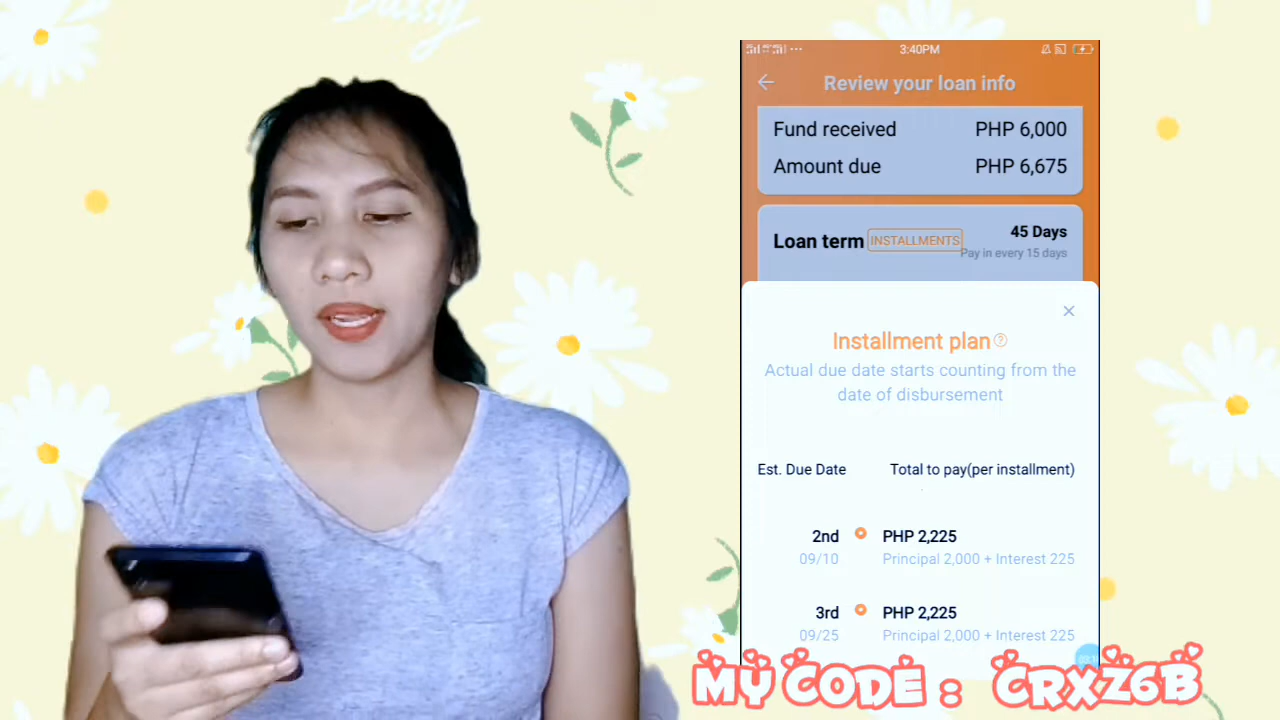 Daisy
3:40PM
Review your loan info
Fund received PHP 6,000
Amount due PHP 6,675
Loan term INSTALLMENTS 45 Days
Pay in every 15 days
Installment plan
Actual due date starts counting from the
date of disbursement
Est. Due Date Total to pay(per installment)
2nd PHP 2,225
09/10 Principal 2,000 + Interest 225
3rd PHP 2,225
09/25 Principal 2,000 + Interest 225
MY CODE : CRXZ6B